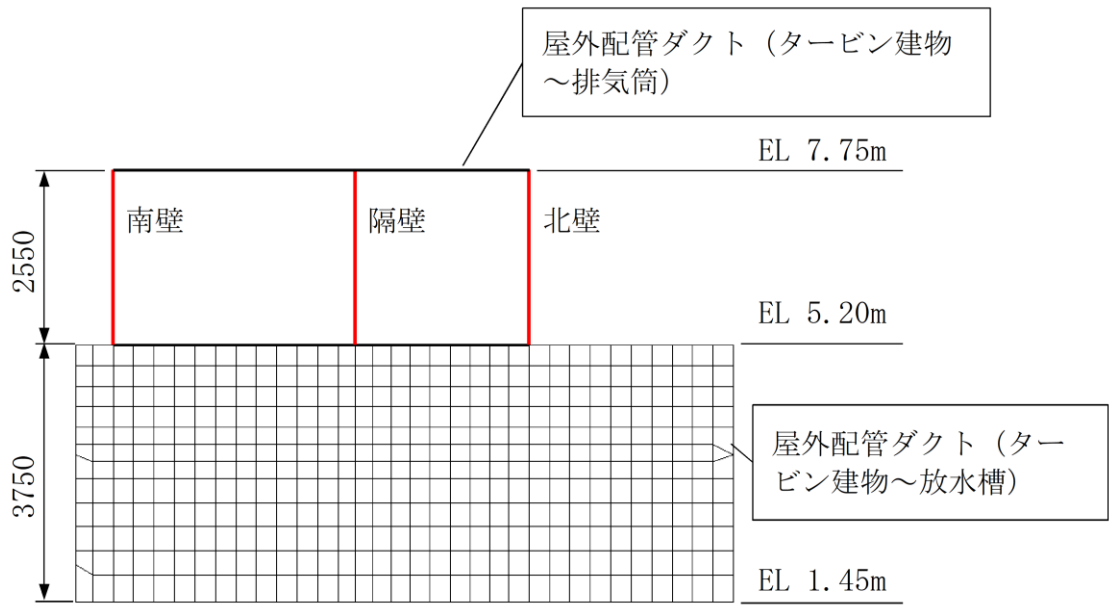 屋外配管ダクト（タービン建物
～排気筒）
EL 7.75m
南壁
隔壁
北壁
2550
EL 5.20m
屋外配管ダクト（ター
ビン建物～放水槽）
3750
EL 1.45m